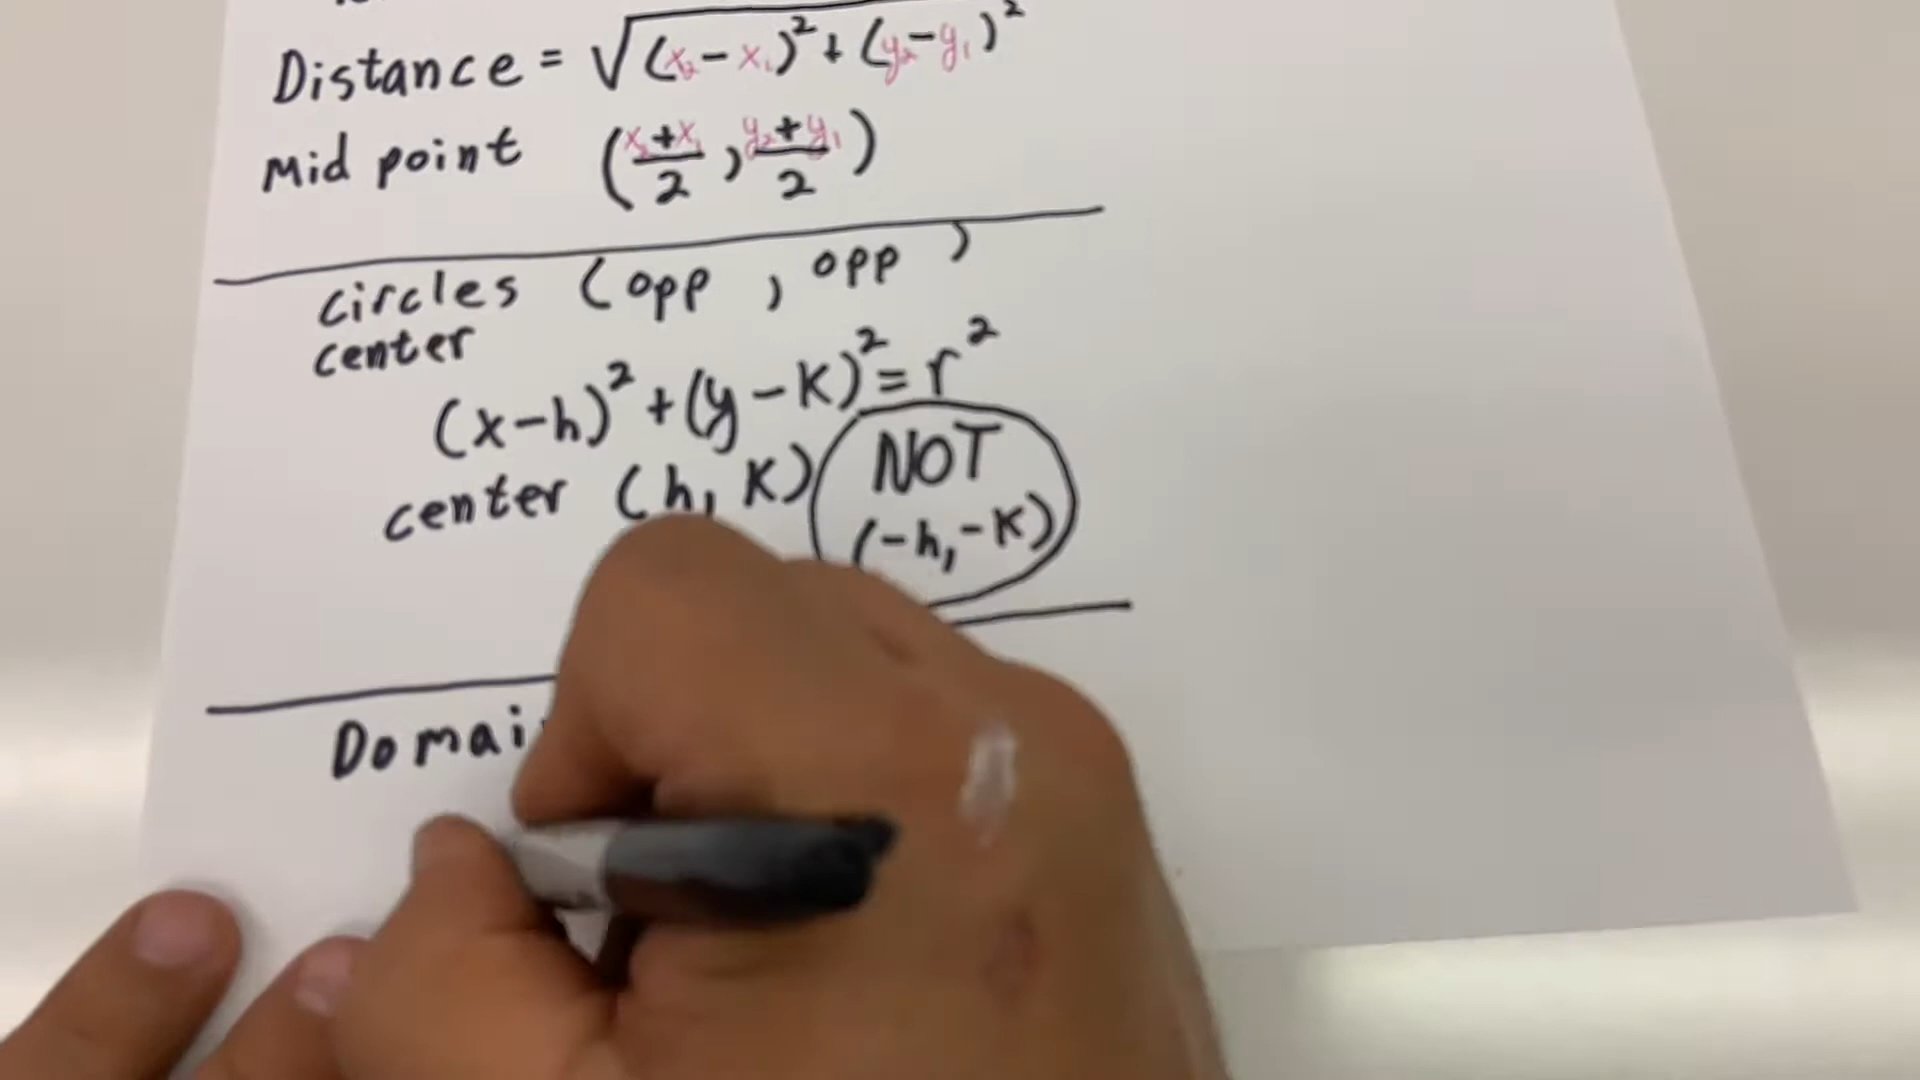 Distance = √(x₂ - x₁)² + (y₂ - y₁)²
Mid point (x₂ + x₁ / 2 , y₂ + y₁ / 2)
circles (opp , opp)
center
(x - h)² + (y - K)² = r²
center (h, K) NOT
(-h, -K)
Domai